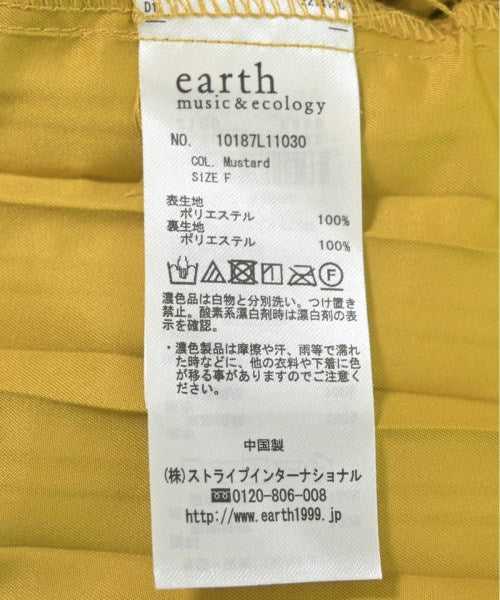 D1
earth
music&ecology
NO. 10187L11030
COL. Mustard
SIZE F
表生地
ポリエステル 100%
裏生地
ポリエステル 100%
F
濃色品は白物と分別洗い。つけ置き
禁止。酸素系漂白剤時は漂白剤の表
示を確認。
・濃色製品は摩擦や汗、雨等で濡れ
た時などに、他の衣料や下着に色
が移る事がありますのでご注意く
ださい。
中国製
(株)ストライプインターナショナル
0120-806-008
http://www.earth1999.jp